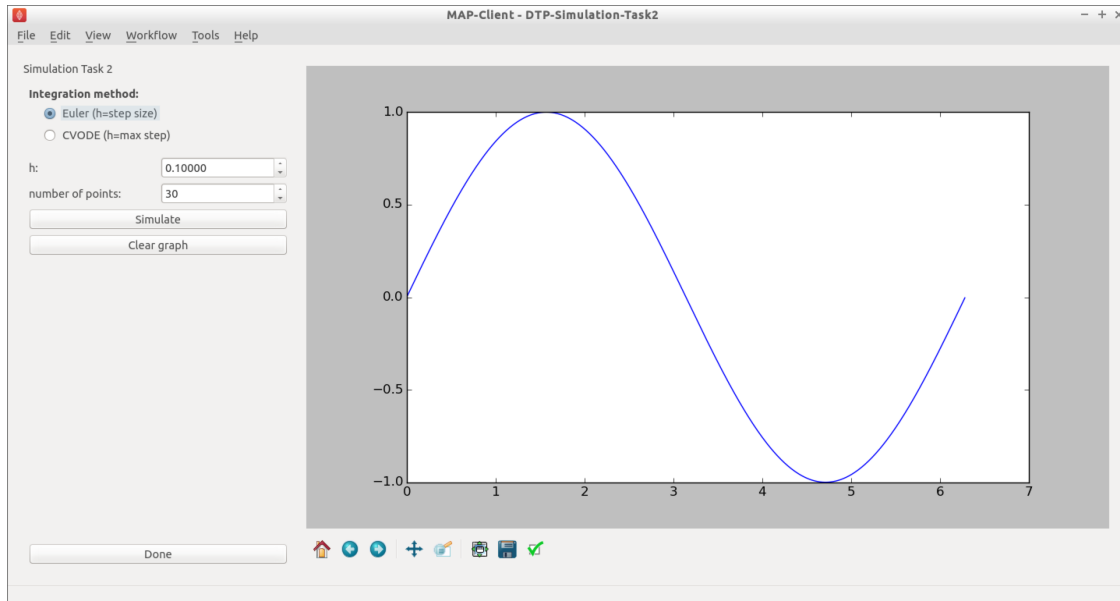 MAP-Client - DTP-Simulation-Task2
File Edit View Workflow Tools Help
Simulation Task 2
Integration method:
Euler (h=step size)
CVODE (h=max step)
h: 0.10000
number of points: 30
Simulate
Clear graph
Done
1.0
0.5
0.0
−0.5
−1.0
0 1 2 3 4 5 6 7